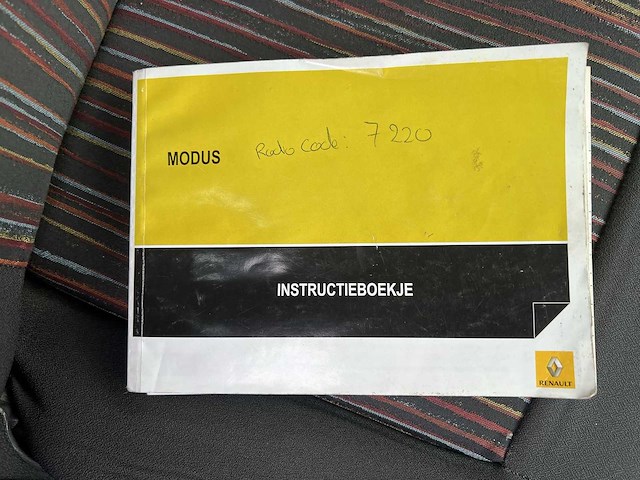 MODUS Radio Code: 7220
INSTRUCTIEBOEKJE
RENAULT